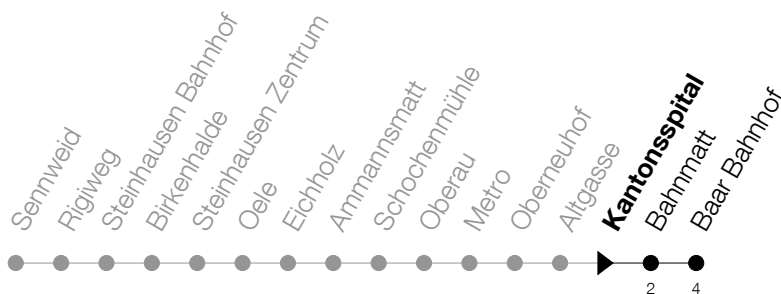 Sennweid
Rigiweg
Steinhausen Bahnhof
Birkenhalde
Steinhausen Zentrum
Oele
Eichholz
Ammannsmatt
Schochenmühle
Oberau
Metro
Oberneuhof
Altgasse
Kantonsspital
Bahnmatt
Baar Bahnhof
2
4